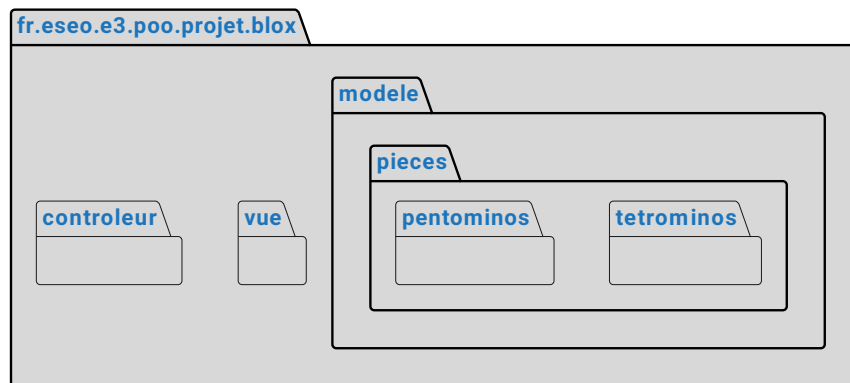 fr.eseo.e3.poo.projet.blox
modele
pieces
controleur
vue
pentominos
tetrominos